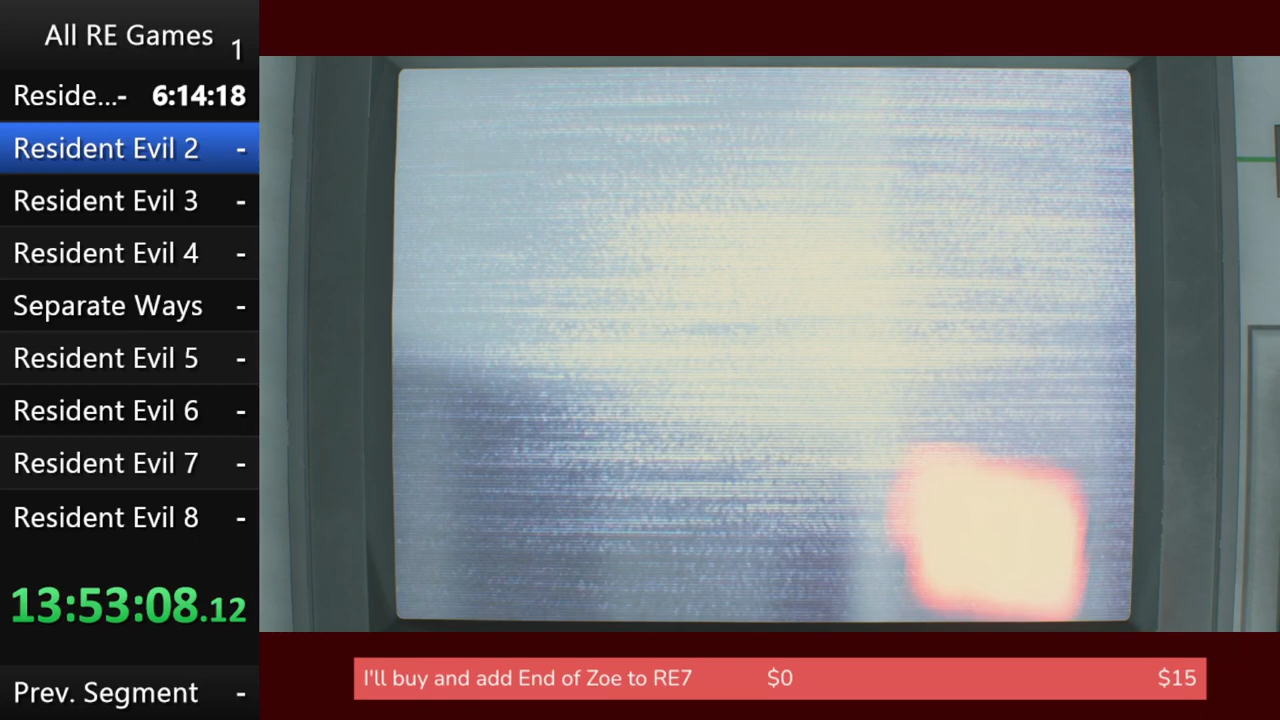 All RE Games
1
Reside...- 6:14:18
Resident Evil 2 -
Resident Evil 3 -
Resident Evil 4 -
Separate Ways -
Resident Evil 5 -
Resident Evil 6 -
Resident Evil 7 -
Resident Evil 8 -
13:53:08.12
Prev. Segment -
I'll buy and add End of Zoe to RE7 $0 $15